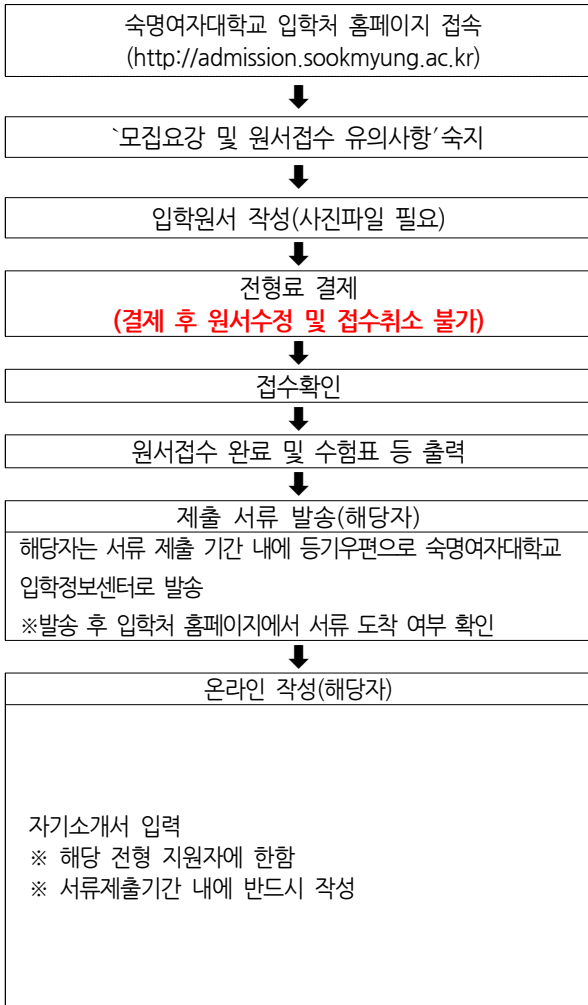 숙명여자대학교 입학처 홈페이지 접속
(http://admission.sookmyung.ac.kr)
`모집요강 및 원서접수 유의사항′숙지
입학원서 작성(사진파일 필요)
전형료 결제
(결제 후 원서수정 및 접수취소 불가)
접수확인
원서접수 완료 및 수험표 등 출력
제출 서류 발송(해당자)
해당자는 서류 제출 기간 내에 등기우편으로 숙명여자대학교
입학정보센터로 발송
※발송 후 입학처 홈페이지에서 서류 도착 여부 확인
온라인 작성(해당자)
자기소개서 입력
※ 해당 전형 지원자에 한함
※ 서류제출기간 내에 반드시 작성